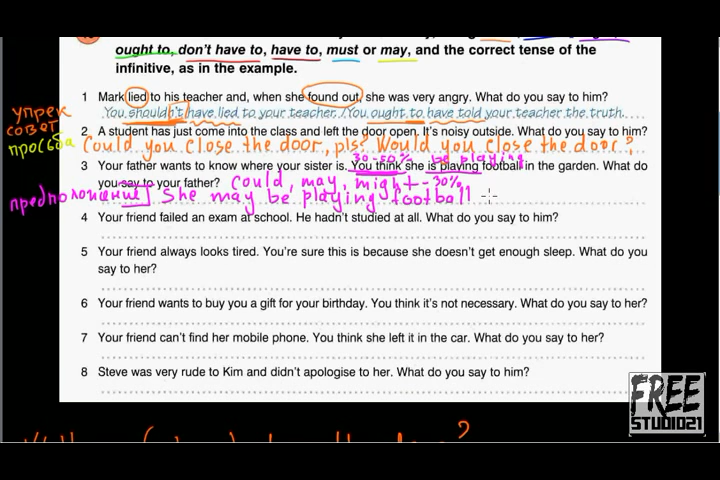 ought to, don't have to, have to, must or may, and the correct tense of the
infinitive, as in the example.
1 Mark lied to his teacher and, when she found out, she was very angry. What do you say to him?
упрек
You shouldn't have lied to your teacher./You ought to have told your teacher the truth.
совет
2 A student has just come into the class and left the door open. It's noisy outside. What do you say to him?
просьба Could you close the door, pls? Would you close the door?
30-50% be playing
3 Your father wants to know where your sister is. You think she is playing football in the garden. What do
you say to your father? Could, may, might - 30%
предположение She may be playing football
4 Your friend failed an exam at school. He hadn't studied at all. What do you say to him?
5 Your friend always looks tired. You're sure this is because she doesn't get enough sleep. What do you
say to her?
6 Your friend wants to buy you a gift for your birthday. You think it's not necessary. What do you say to her?
7 Your friend can't find her mobile phone. You think she left it in the car. What do you say to her?
8 Steve was very rude to Kim and didn't apologise to her. What do you say to him?
FREE
STUDIO21